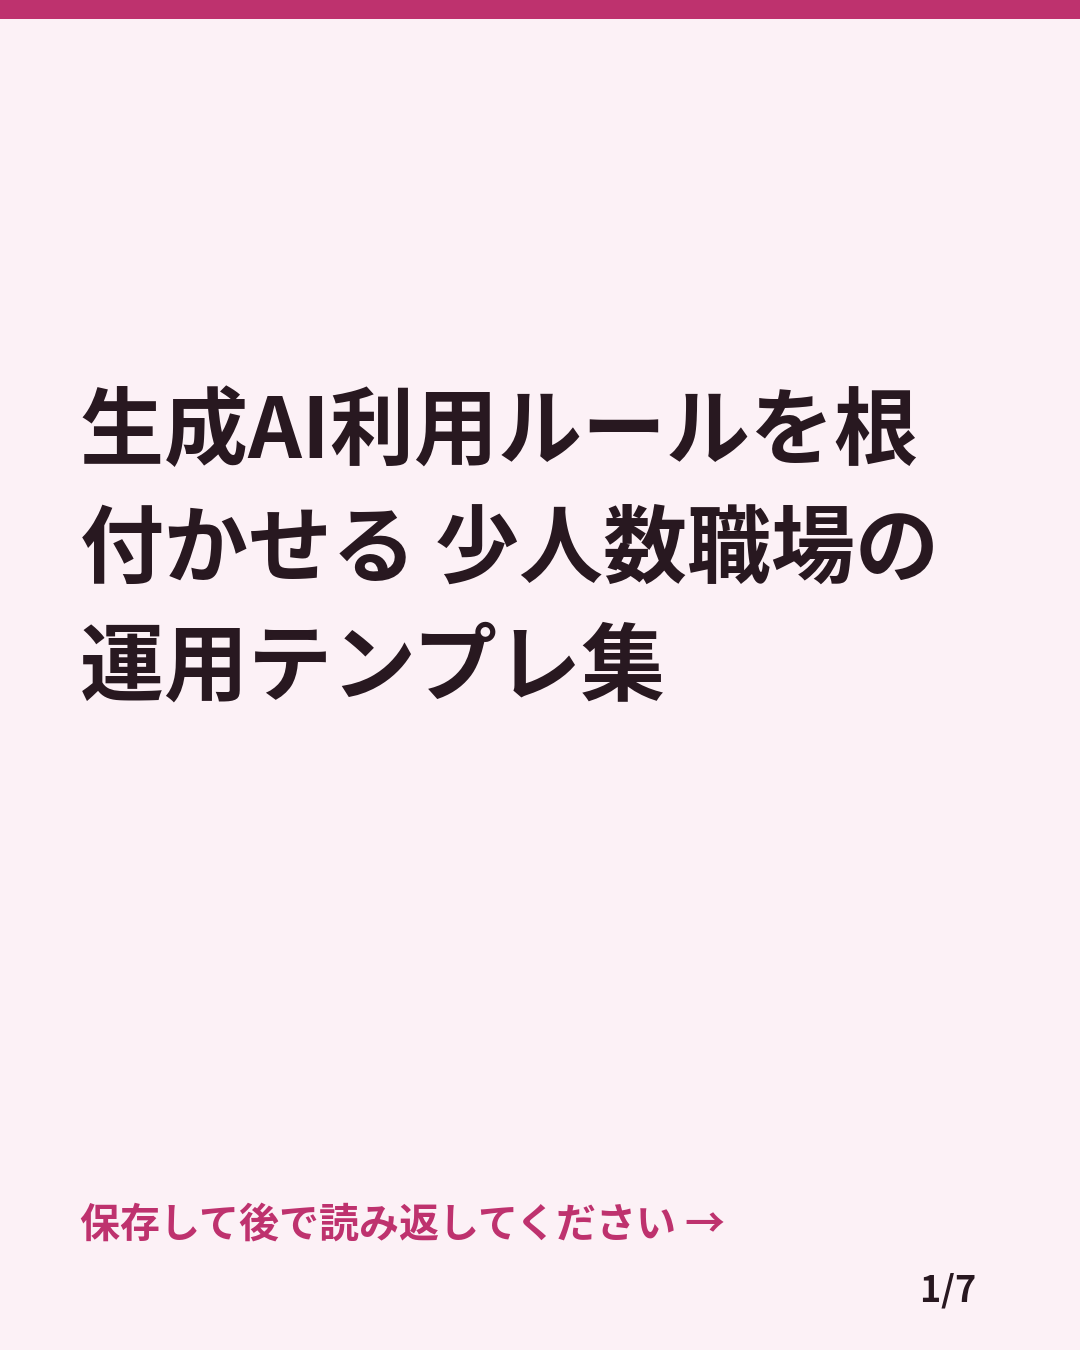 生成AI利用ルールを根
付かせる 少人数職場の
運用テンプレ集
保存して後で読み返してください →
1/7